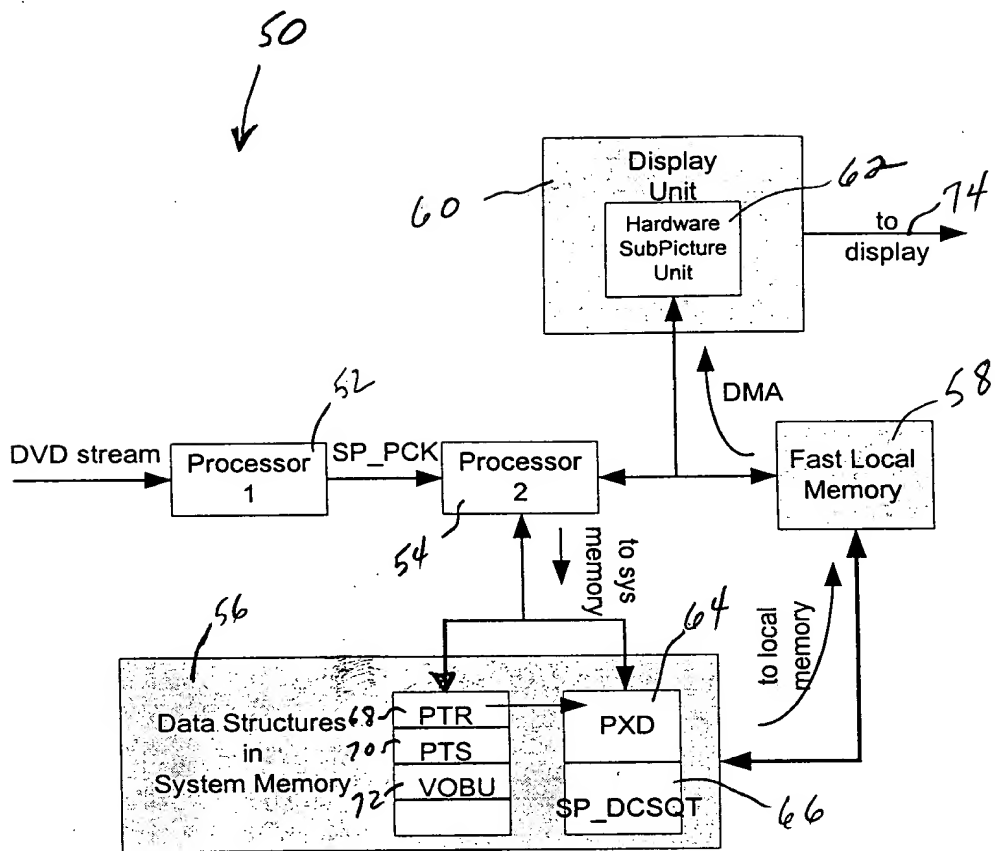 50
Display
Unit
60
62
Hardware
SubPicture
Unit
74
to
display
DMA
58
52
DVD stream
Processor
1
SP_PCK
Processor
2
54
Fast Local
Memory
to sys
memory
to local
memory
56
64
Data Structures
in
System Memory
68
PTR
70
PTS
72
VOBU
PXD
SP_DCSQT
66